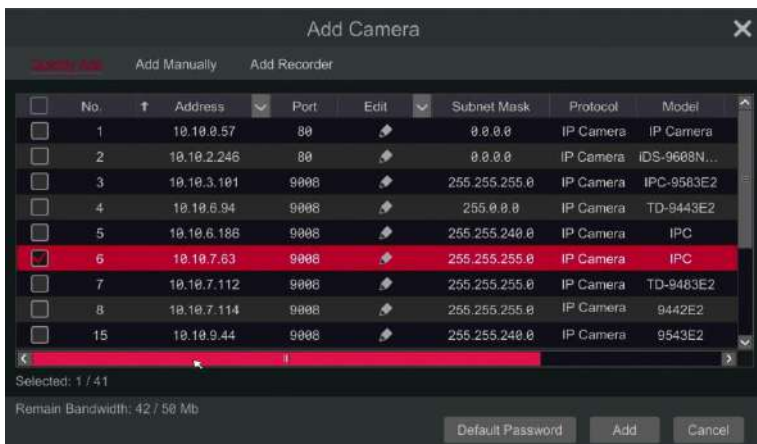 Add Camera
Quickly Add Add Manually Add Recorder
No. Address Port Edit Subnet Mask Protocol Model
1 10.10.0.57 80 0.0.0.0 IP Camera IP Camera
2 10.10.2.246 80 0.0.0.0 IP Camera iDS-9608N...
3 10.10.3.101 9008 255.255.255.0 IP Camera IPC-9583E2
4 10.10.6.94 9008 255.0.0.0 IP Camera TD-9443E2
5 10.10.6.186 9008 255.255.240.0 IP Camera IPC
6 10.10.7.63 9008 255.255.255.0 IP Camera IPC
7 10.10.7.112 9008 255.255.255.0 IP Camera TD-9483E2
8 10.10.7.114 9008 255.255.255.0 IP Camera 9442E2
15 10.10.9.44 9008 255.255.240.0 IP Camera 9543E2
Selected: 1 / 41
Remain Bandwidth: 42 / 50 Mb
Default Password Add Cancel